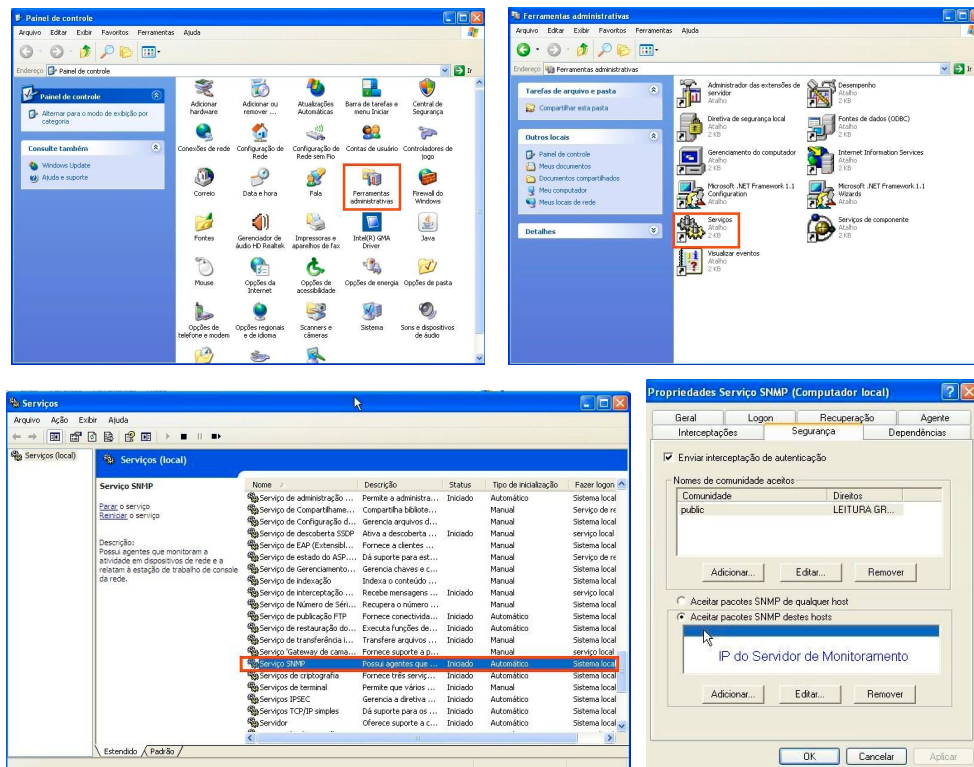 Painel de controle
Arquivo Editar Exibir Favoritos Ferramentas Ajuda
Endereço Painel de controle Ir
Painel de controle
Alternar para o modo de exibição por
categoria
Consulte também
Windows Update
Ajuda e suporte
Adicionar
hardware
Adicionar ou
remover ...
Atualizações
Automáticas
Barra de tarefas e
menu Iniciar
Central de
Segurança
Conexões de rede
Configuração de
Rede
Configuração de
Rede sem Fio
Contas de usuário
Controladores de
jogo
Correio
Data e hora
Fala
Ferramentas
administrativas
Firewall do
Windows
Fontes
Gerenciador de
áudio HD Realtek
Impressoras e
aparelhos de fax
Intel(R) GMA
Driver
Java
Mouse
Opções da
Internet
Opções de
acessibilidade
Opções de energia
Opções de pasta
Opções de
telefone e modem
Opções regionais
e de idioma
Scanners e
câmeras
Sistema
Sons e dispositivos
de áudio
Ferramentas administrativas
Arquivo Editar Exibir Favoritos Ferramentas Ajuda
Endereço Ferramentas administrativas Ir
Tarefas de arquivo e pasta
Compartilhar esta pasta
Outros locais
Painel de controle
Meus documentos
Documentos compartilhados
Meu computador
Meus locais de rede
Detalhes
Administrador das extensões de
servidor
Atalho
Desempenho
Atalho
2 KB
Diretiva de segurança local
Atalho
2 KB
Fontes de dados (ODBC)
Atalho
2 KB
Gerenciamento do computador
Atalho
2 KB
Internet Information Services
Atalho
2 KB
Microsoft .NET Framework 1.1
Configuration
Atalho
Microsoft .NET Framework 1.1
Wizards
Atalho
Serviços
Atalho
2 KB
Serviços de componente
Atalho
2 KB
Visualizar eventos
Atalho
2 KB
Serviços
Arquivo Ação Exibir Ajuda
Serviços (local)
Serviços (local)
Serviço SNMP
Parar o serviço
Reiniciar o serviço
Descrição:
Possui agentes que monitoram a
atividade em dispositivos de rede e a
relatam à estação de trabalho de console
da rede.
Nome Descrição Status Tipo de inicialização Fazer logon
Serviço de administração ... Permite a administra... Iniciado Automático Sistema local
Serviço de Compartilhame... Compartilha bibliote... Manual Serviço de re
Serviço de Configuração d... Gerencia arquivos d... Manual Sistema local
Serviço de descoberta SSDP Ativa a descoberta ... Iniciado Manual serviço local
Serviço de EAP (Extensibl... Fornece a clientes ... Manual Sistema local
Serviço de estado do ASP.... Dá suporte para est... Manual Serviço de re
Serviço de Gerenciamento... Gerencia chaves e c... Manual Sistema local
Serviço de indexação Indexa o conteúdo ... Manual Sistema local
Serviço de interceptação ... Recebe mensagens ... Iniciado Manual serviço local
Serviço de Número de Séri... Recupera o número ... Manual Sistema local
Serviço de publicação FTP Fornece conectivida... Iniciado Automático Sistema local
Serviço de restauração do... Executa funções de... Iniciado Automático Sistema local
Serviço de transferência i... Transfere arquivos ... Iniciado Manual Sistema local
Serviço 'Gateway de cama... Fornece suporte a p... Manual serviço local
Serviço SNMP Possui agentes que ... Iniciado Automático Sistema local
Serviços de criptografia Fornece três serviç... Iniciado Automático Sistema local
Serviços de terminal Permite que vários ... Iniciado Manual Sistema local
Serviços IPSEC Gerencia a diretiva ... Iniciado Automático Sistema local
Serviços TCP/IP simples Dá suporte para os ... Iniciado Automático Sistema local
Servidor Oferece suporte a c... Iniciado Automático Sistema local
Estendido Padrão
Propriedades Serviço SNMP (Computador local)
Geral Logon Recuperação Agente
Interceptações Segurança Dependências
Enviar interceptação de autenticação
Nomes de comunidade aceitos
Comunidade Direitos
public LEITURA GR...
Adicionar... Editar... Remover
Aceitar pacotes SNMP de qualquer host
Aceitar pacotes SNMP destes hosts
IP do Servidor de Monitoramento
Adicionar... Editar... Remover
OK Cancelar Aplicar